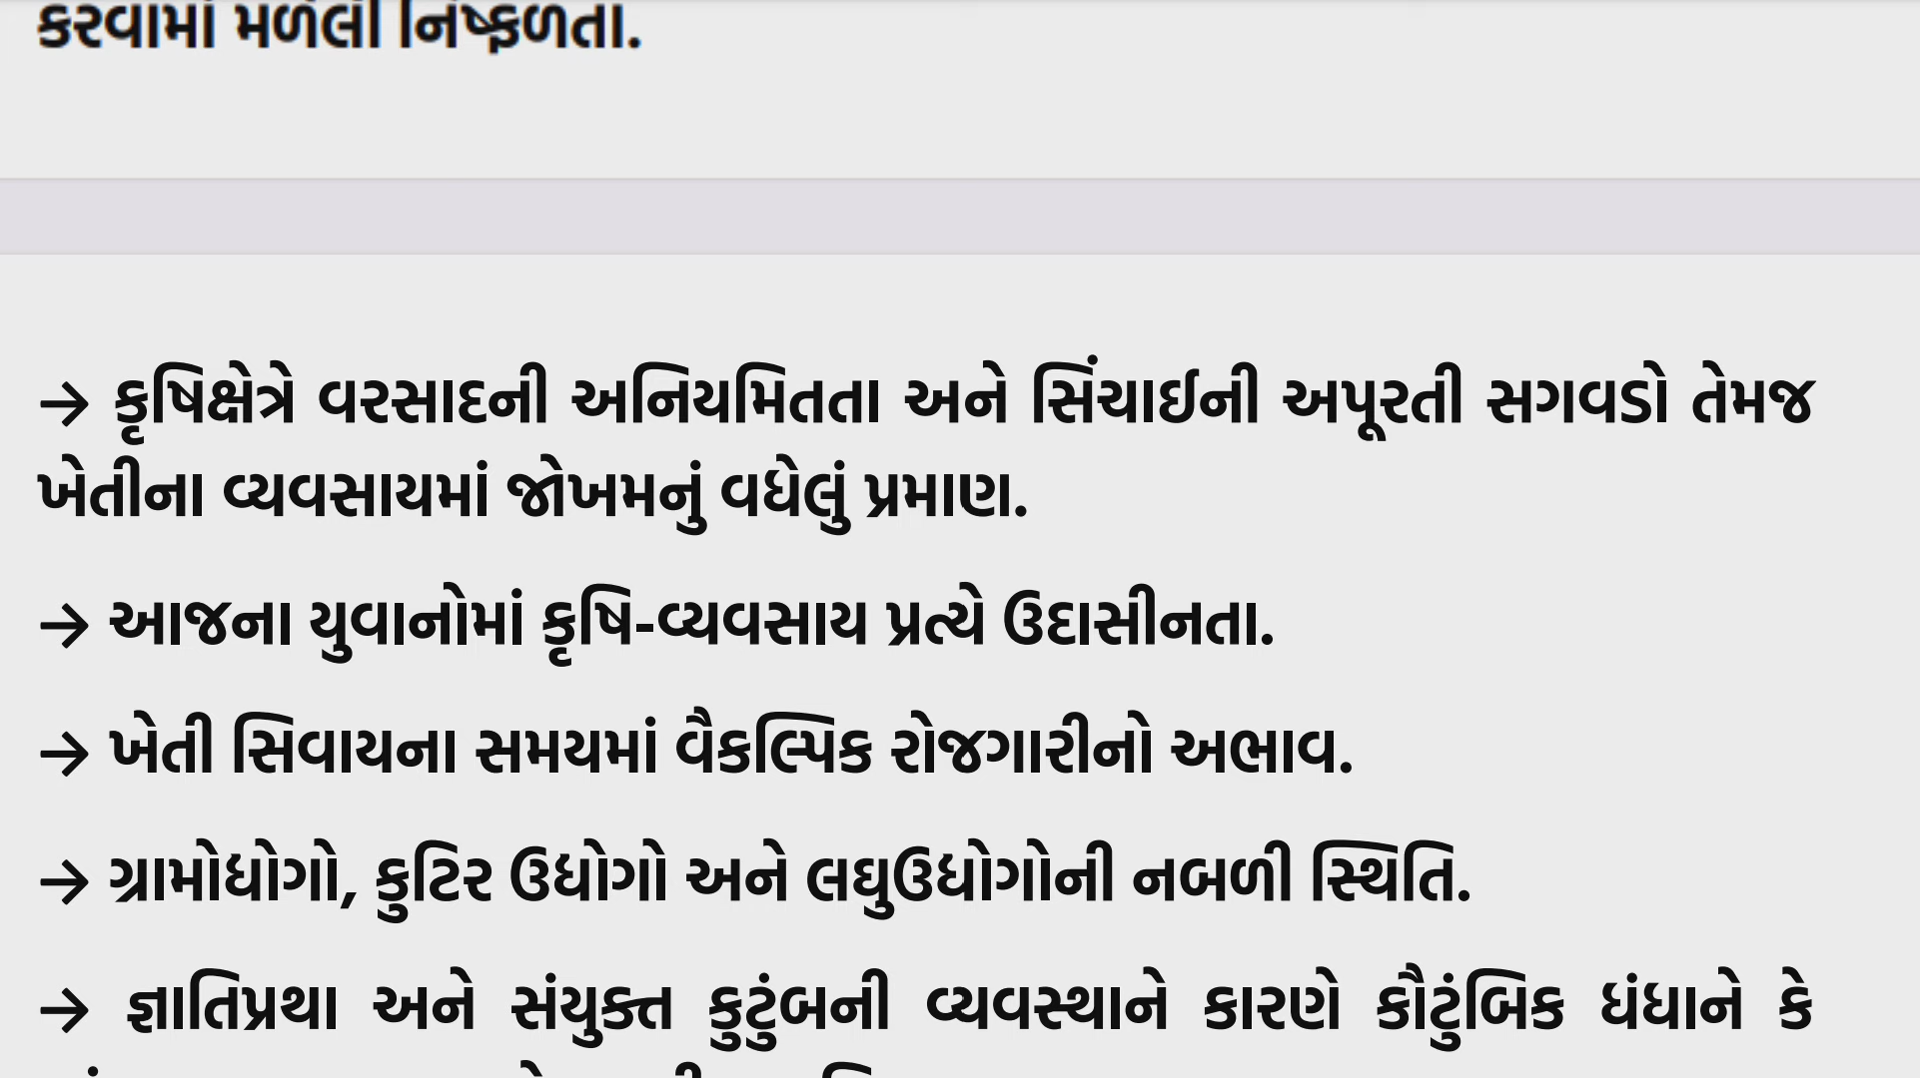 કરવામાં મળેલી નિષ્ફળતા.
→ કૃષિક્ષેત્રે વરસાદની અનિયમિતતા અને સિંચાઈની અપૂરતી સગવડો તેમજ
ખેતીના વ્યવસાયમાં જોખમનું વધેલું પ્રમાણ.
→ આજના યુવાનોમાં કૃષિ-વ્યવસાય પ્રત્યે ઉદાસીનતા.
→ ખેતી સિવાયના સમયમાં વૈકલ્પિક રોજગારીનો અભાવ.
→ ગ્રામોદ્યોગો, કુટિર ઉદ્યોગો અને લઘુઉદ્યોગોની નબળી સ્થિતિ.
→ જ્ઞાતિપ્રથા અને સંયુક્ત કુટુંબની વ્યવસ્થાને કારણે કૌટુંબિક ધંધાને કે